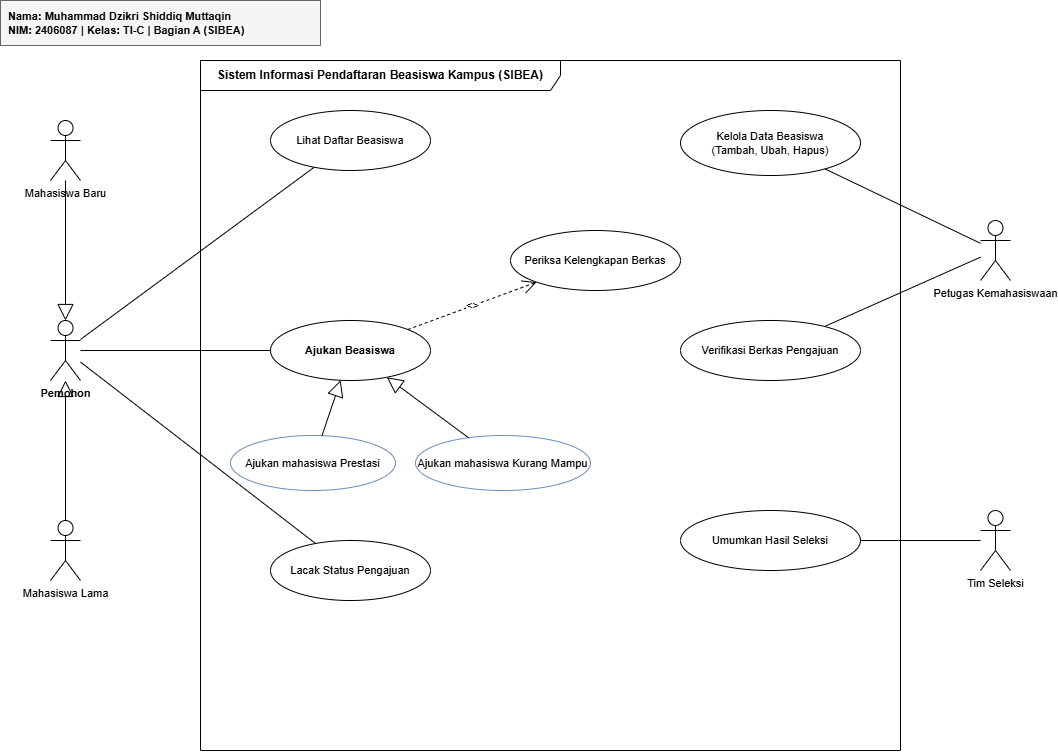 Nama: Muhammad Dzikri Shiddiq Muttaqin
NIM: 2406087 | Kelas: TI-C | Bagian A (SIBEA)
Sistem Informasi Pendaftaran Beasiswa Kampus (SIBEA)
Lihat Daftar Beasiswa
Kelola Data Beasiswa
(Tambah, Ubah, Hapus)
Mahasiswa Baru
Periksa Kelengkapan Berkas
Petugas Kemahasiswaan
Ajukan Beasiswa
Verifikasi Berkas Pengajuan
Pemohon
Ajukan mahasiswa Prestasi
Ajukan mahasiswa Kurang Mampu
Umumkan Hasil Seleksi
Lacak Status Pengajuan
Tim Seleksi
Mahasiswa Lama